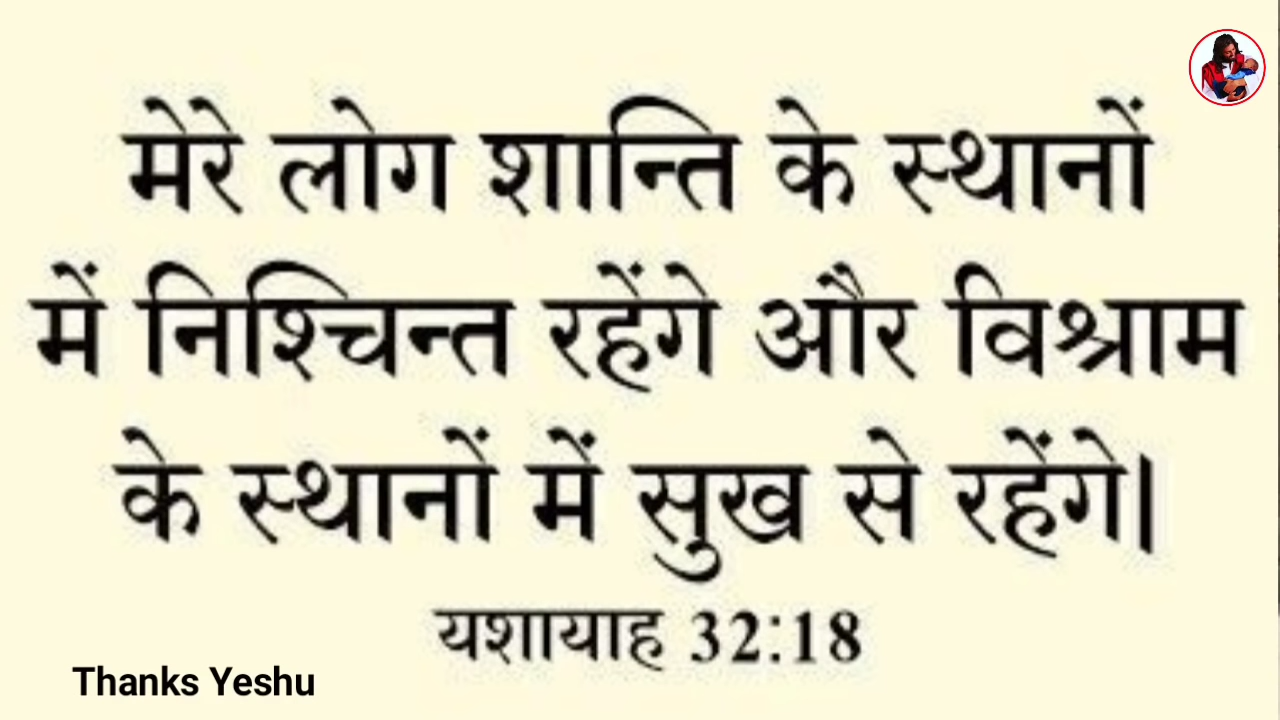 मेरे लोग शान्ति के स्थानों
में निश्चिन्त रहेंगे और विश्राम
के स्थानों में सुख से रहेंगे|
यशायाह 32:18
Thanks Yeshu